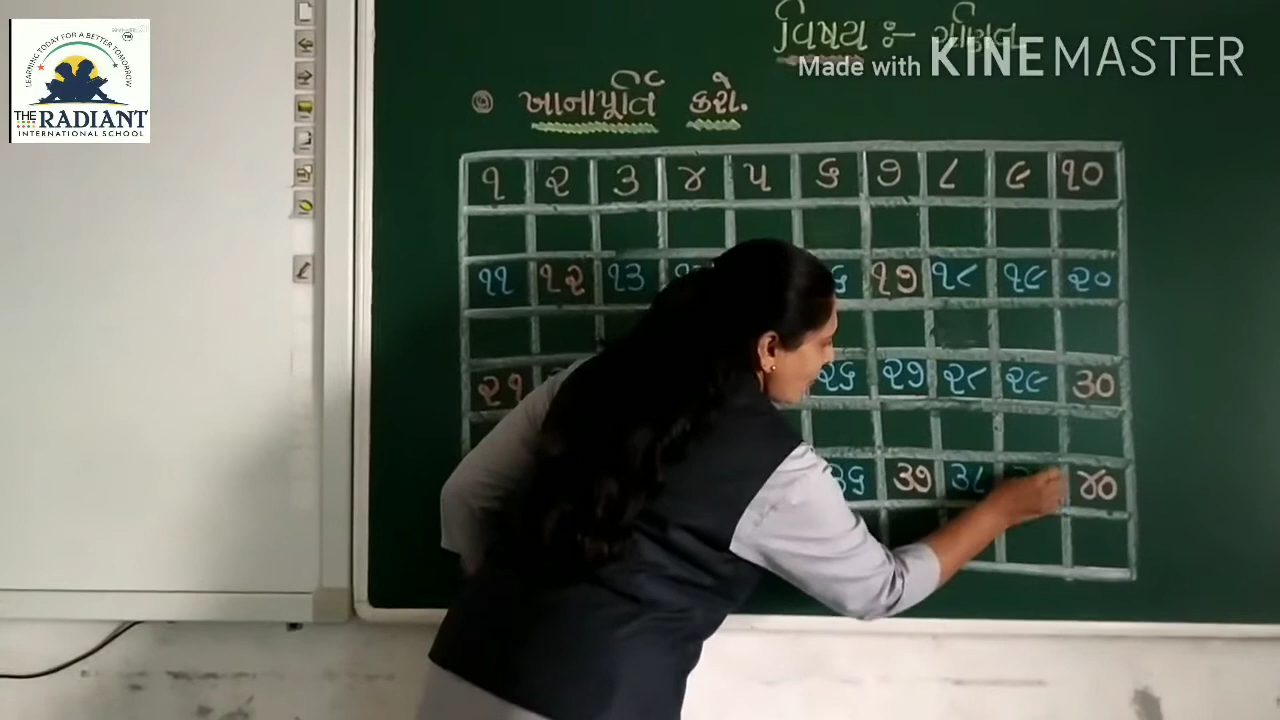 LEARNING TODAY FOR A BETTER TOMORROW
TM
THE RADIANT
INTERNATIONAL SCHOOL
વિષય :- ગણિત
Made with KINEMASTER
ખાનાપૂર્તિ કરો.
૧ ૨ ૩ ૪ ૫ ૬ ૭ ૮ ૯ ૧૦
૧૧ ૧૨ ૧૩ ૧૭ ૧૮ ૧૯ ૨૦
૨૧ ૨૬ ૨૭ ૨૮ ૨૯ ૩૦
૩૬ ૩૭ ૩૮ ૪૦